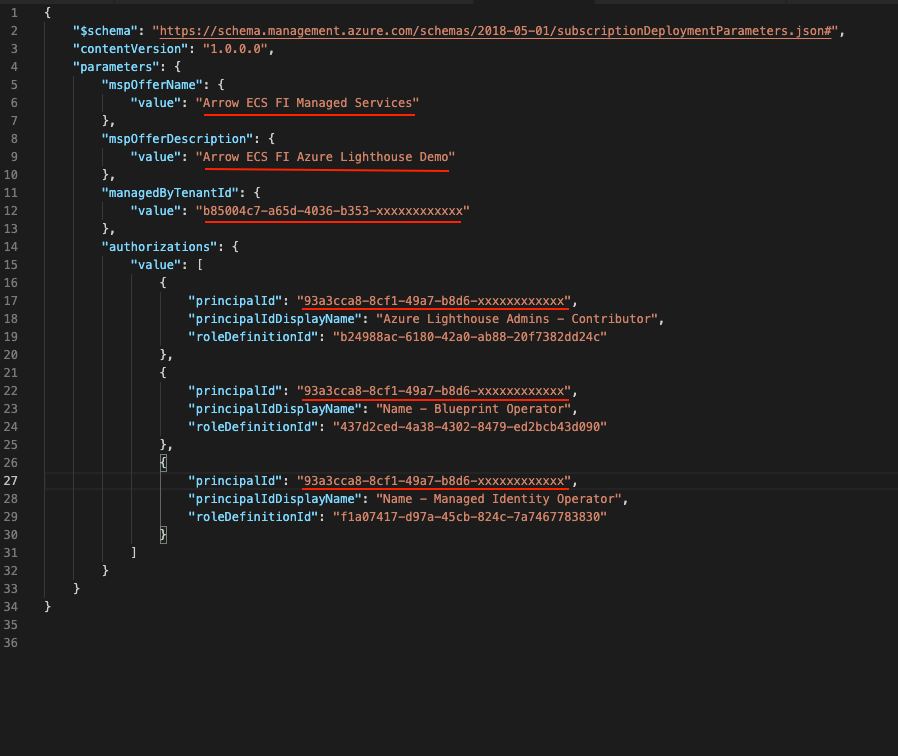 1 {
2 "$schema": "https://schema.management.azure.com/schemas/2018-05-01/subscriptionDeploymentParameters.json#",
3 "contentVersion": "1.0.0.0",
4 "parameters": {
5 "mspOfferName": {
6 "value": "Arrow ECS FI Managed Services"
7 },
8 "mspOfferDescription": {
9 "value": "Arrow ECS FI Azure Lighthouse Demo"
10 },
11 "managedByTenantId": {
12 "value": "b85004c7-a65d-4036-b353-xxxxxxxxxxxx"
13 },
14 "authorizations": {
15 "value": [
16 {
17 "principalId": "93a3cca8-8cf1-49a7-b8d6-xxxxxxxxxxxx",
18 "principalIdDisplayName": "Azure Lighthouse Admins – Contributor",
19 "roleDefinitionId": "b24988ac-6180-42a0-ab88-20f7382dd24c"
20 },
21 {
22 "principalId": "93a3cca8-8cf1-49a7-b8d6-xxxxxxxxxxxx",
23 "principalIdDisplayName": "Name – Blueprint Operator",
24 "roleDefinitionId": "437d2ced-4a38-4302-8479-ed2bcb43d090"
25 },
26 {
27 "principalId": "93a3cca8-8cf1-49a7-b8d6-xxxxxxxxxxxx",
28 "principalIdDisplayName": "Name – Managed Identity Operator",
29 "roleDefinitionId": "f1a07417-d97a-45cb-824c-7a7467783830"
30 }
31 ]
32 }
33 }
34 }
35
36